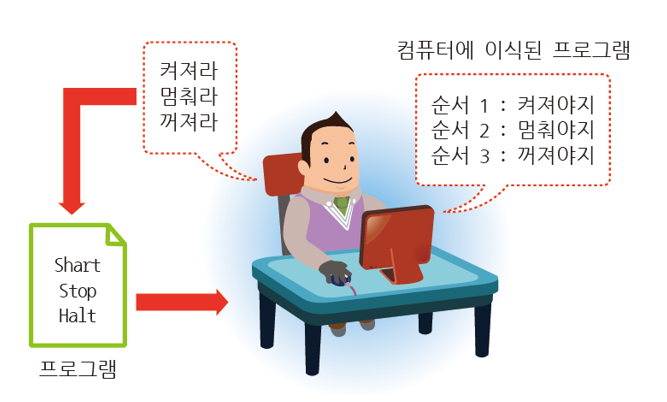 컴퓨터에 이식된 프로그램
켜져라
멈춰라
꺼져라
순서 1 : 켜져야지
순서 2 : 멈춰야지
순서 3 : 꺼져야지
Shart
Stop
Halt
프로그램